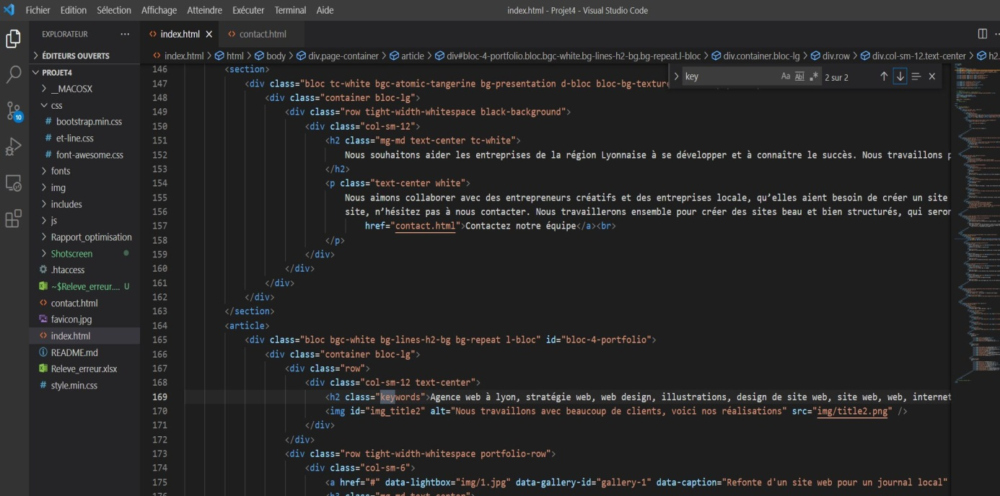 Fichier Edition Sélection Affichage Atteindre Exécuter Terminal Aide
index.html - Projet4 - Visual Studio Code
EXPLORATEUR ···
ÉDITEURS OUVERTS
PROJET4
__MACOSX
css
# bootstrap.min.css
# et-line.css
# font-awesome.css
fonts
img
includes
js
Rapport_optimisation
Shotscreen
.htaccess
~$Releve_erreur.... U
contact.html
favicon.jpg
index.html
README.md
Releve_erreur.xlsx
# style.min.css
10
index.html
contact.html
index.html > html > body > div.page-container > article > div#bloc-4-portfolio.bloc.bgc-white.bg-lines-h2-bg.bg-repeat.l-bloc > div.container.bloc-lg > div.row > div.col-sm-12.text-center > h2.
key Aa Abl .* 2 sur 2
146 <section>
147 <div class="bloc tc-white bgc-atomic-tangerine bg-presentation d-bloc bloc-bg-texture
148 <div class="container bloc-lg">
149 <div class="row tight-width-whitespace black-background">
150 <div class="col-sm-12">
151 <h2 class="mg-md text-center tc-white">
152 Nous souhaitons aider les entreprises de la région Lyonnaise à se développer et à connaître le succès. Nous travaillons
153 </h2>
154 <p class="text-center white">
155 Nous aimons collaborer avec des entrepreneurs créatifs et des entreprises locale, qu’elles aient besoin de créer un site
156 site, n’hésitez pas à nous contacter. Nous travaillerons ensemble pour créer des sites beau et bien structurés, qui
157 href="contact.html">Contactez notre équipe</a><br>
158 </p>
159 </div>
160 </div>
161 </div>
162 </div>
163 </section>
164 <article>
165 <div class="bloc bgc-white bg-lines-h2-bg bg-repeat l-bloc" id="bloc-4-portfolio">
166 <div class="container bloc-lg">
167 <div class="row">
168 <div class="col-sm-12 text-center">
169 <h2 class="keywords">Agence web à lyon, stratégie web, web design, illustrations, design de site web, site web, web, internet
170 <img id="img_title2" alt="Nous travaillons avec beaucoup de clients, voici nos réalisations" src="img/title2.png" />
171 </div>
172 </div>
173 <div class="row tight-width-whitespace portfolio-row">
174 <div class="col-sm-6">
175 <a href="#" data-lightbox="img/1.jpg" data-gallery-id="gallery-1" data-caption="Refonte d'un site web pour un journal local"